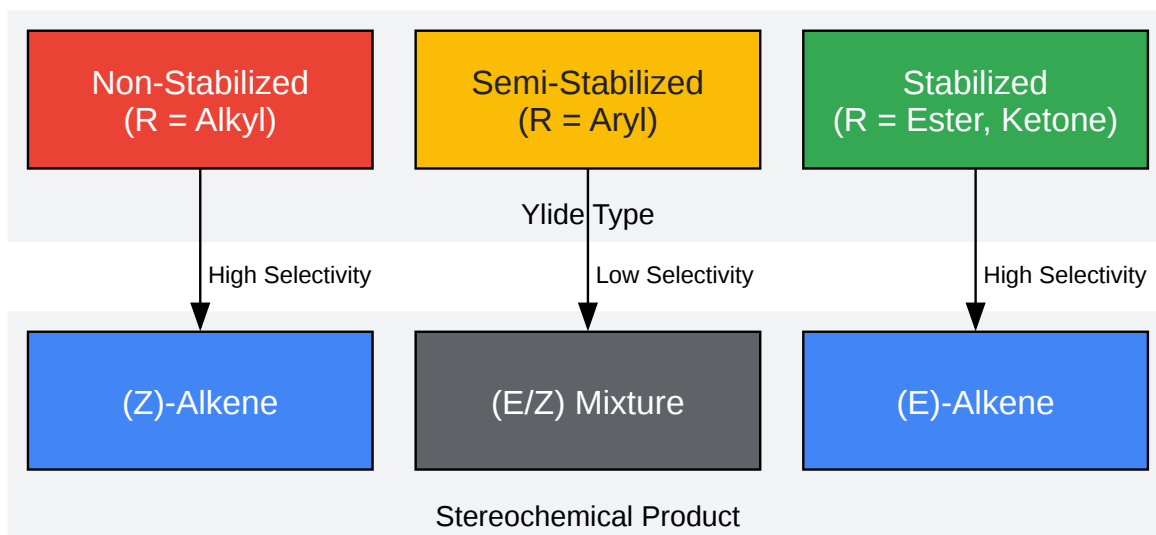 Non-Stabilized
(R = Alkyl)
Semi-Stabilized
(R = Aryl)
Stabilized
(R = Ester, Ketone)
Ylide Type
High Selectivity
Low Selectivity
High Selectivity
(Z)-Alkene
(E/Z) Mixture
(E)-Alkene
Stereochemical Product